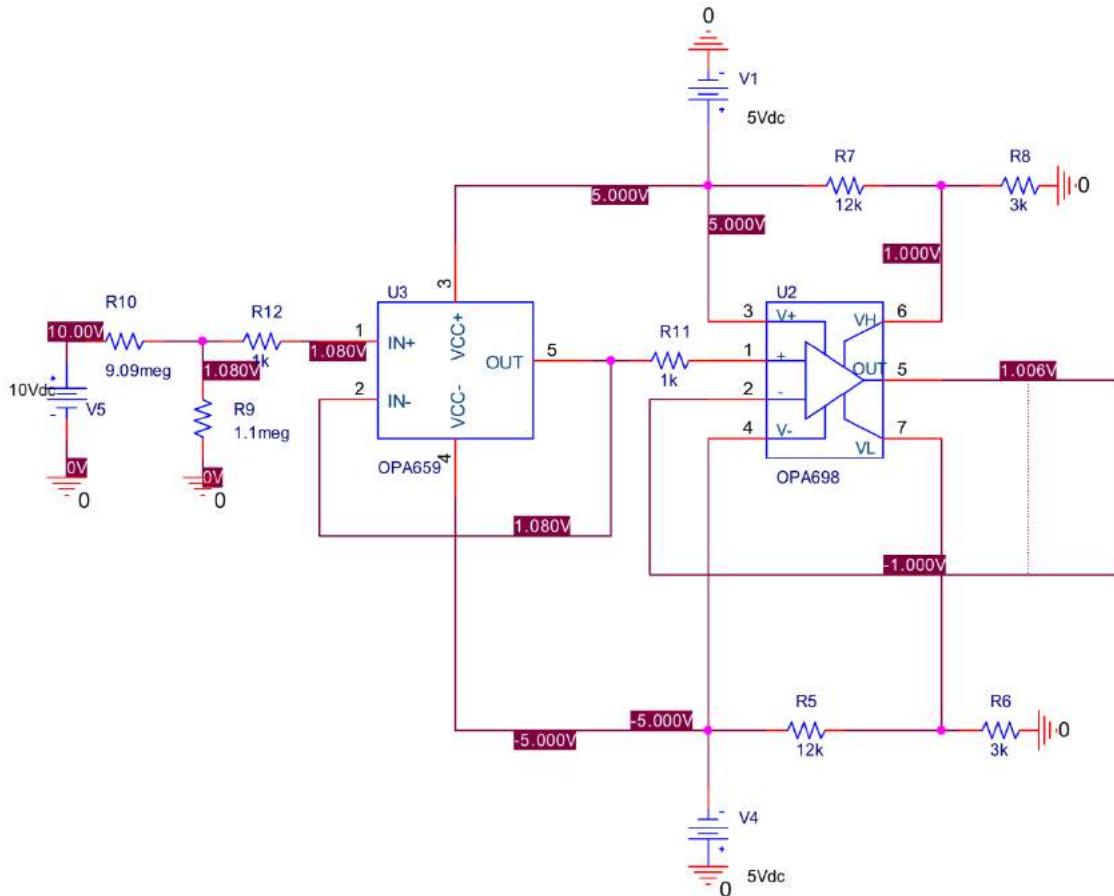 0
-
V1
+
5Vdc
R7
R8
5.000V
12k
3k
0
5.000V
1.000V
3
U3
U2
R10
R12
3
V+
VH
6
10.00V
1
IN+
VCC+
R11
9.09meg
1.080V
1k
1.080V
OUT
5
1
+
OUT
5
1.006V
+
2
IN-
1k
2
-
10Vdc
V5
R9
VCC-
4
V-
7
-
1.1meg
VL
OPA659
4
OPA698
0V
0V
0
0
1.080V
-1.000V
R5
R6
-5.000V
0
-5.000V
12k
3k
-
V4
+
5Vdc
0